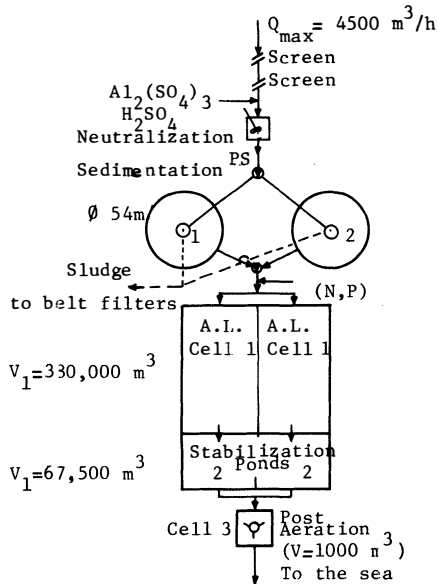 Q_max = 4500 m³/h
Screen
Screen
Al₂(SO₄)₃
H₂SO₄
Neutralization
PS
Sedimentation
Ø 54m
1
2
Sludge
to belt filters
(N,P)
A.L. A.L.
Cell 1 Cell 1
V₁=330,000 m³
Stabilization
Ponds
2 2
V₁=67,500 m³
Cell 3
Post
Aeration
(V=1000 m³)
To the sea